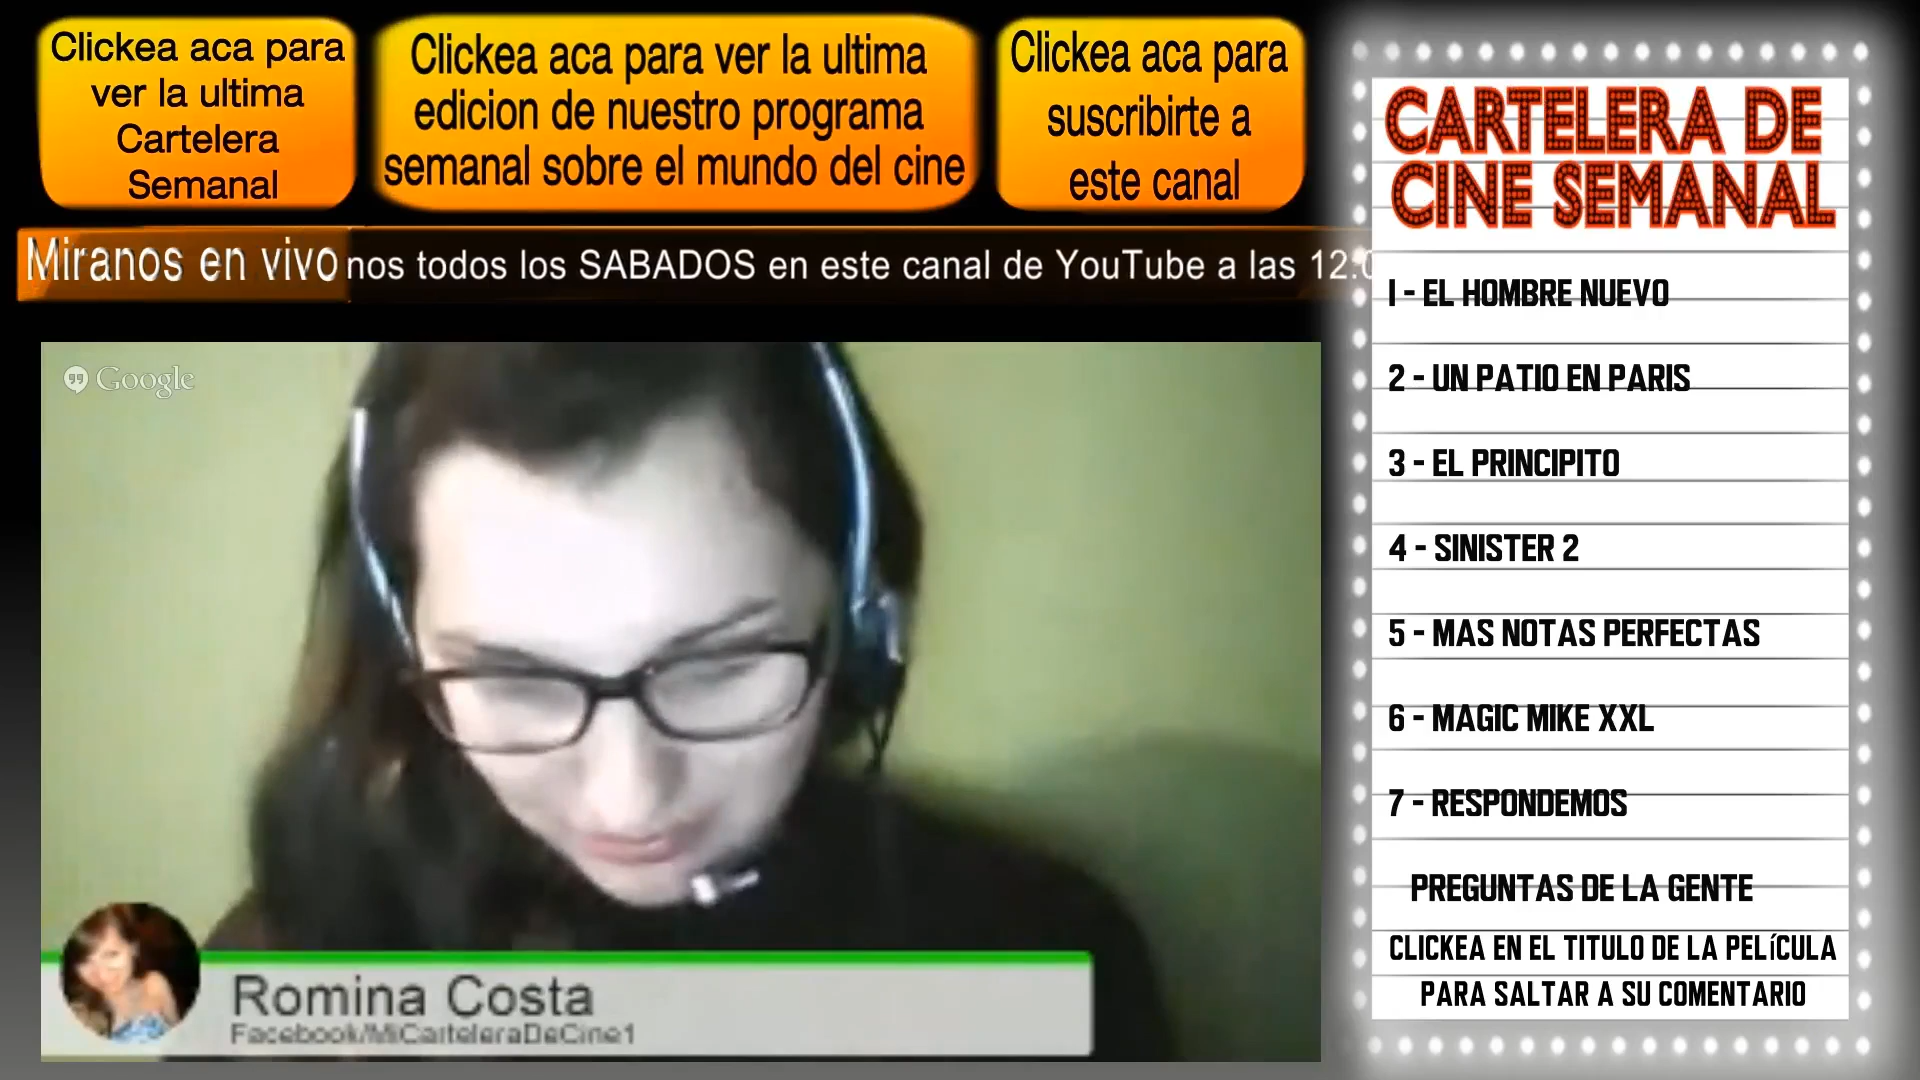 Clickea aca para
ver la ultima
Cartelera
Semanal
Clickea aca para ver la ultima
edicion de nuestro programa
semanal sobre el mundo del cine
Clickea aca para
suscribirte a
este canal
Miranos en vivo
nos todos los SABADOS en este canal de YouTube a las 12:0
Google
Romina Costa
Facebook/MiCarteleraDeCine1
CARTELERA DE
CINE SEMANAL
1 - EL HOMBRE NUEVO
2 - UN PATIO EN PARIS
3 - EL PRINCIPITO
4 - SINISTER 2
5 - MAS NOTAS PERFECTAS
6 - MAGIC MIKE XXL
7 - RESPONDEMOS
PREGUNTAS DE LA GENTE
CLICKEA EN EL TITULO DE LA PELíCULA
PARA SALTAR A SU COMENTARIO